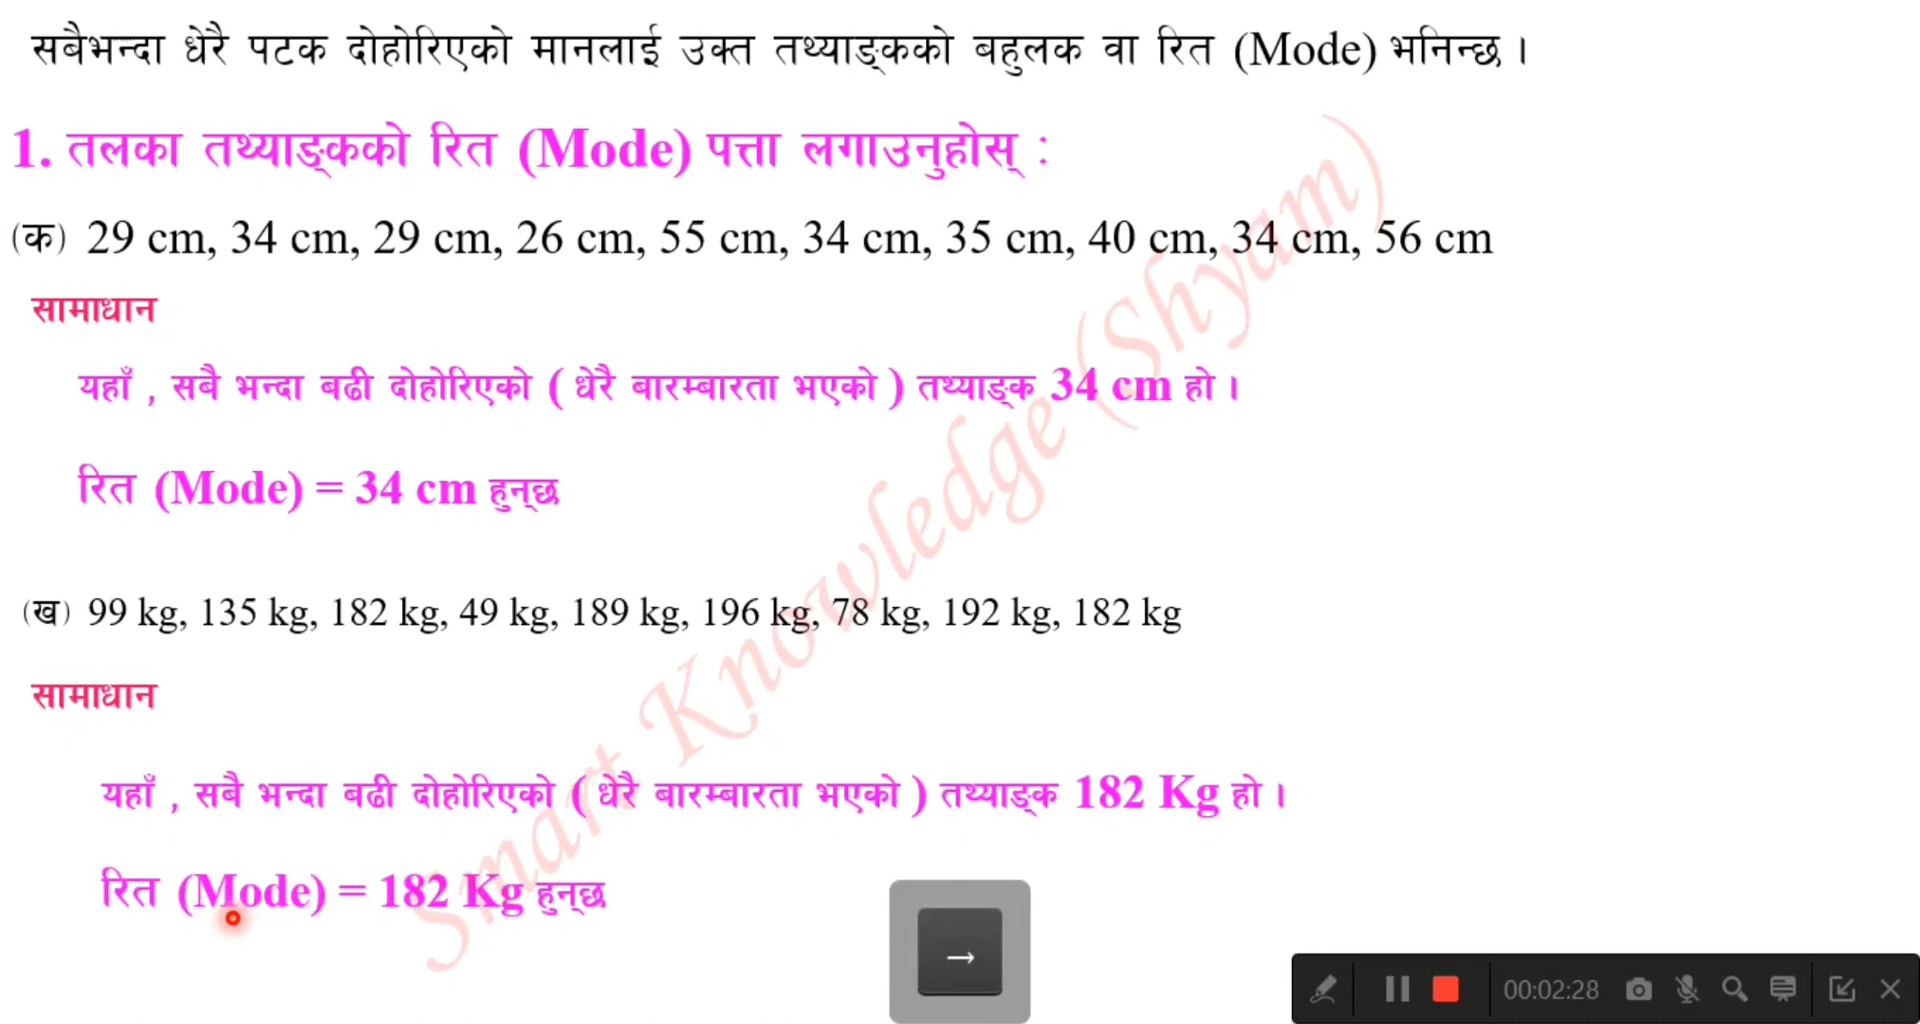 सबैभन्दा धेरै पटक दोहोरिएको मानलाई उक्त तथ्याङ्कको बहुलक वा रित (Mode) भनिन्छ ।
1. तलका तथ्याङ्कको रित (Mode) पत्ता लगाउनुहोस् :
(क) 29 cm, 34 cm, 29 cm, 26 cm, 55 cm, 34 cm, 35 cm, 40 cm, 34 cm, 56 cm
सामाधान
यहाँ , सबै भन्दा बढी दोहोरिएको ( धेरै बारम्बारता भएको ) तथ्याङ्क 34 cm हो ।
रित (Mode) = 34 cm हुन्छ
(ख) 99 kg, 135 kg, 182 kg, 49 kg, 189 kg, 196 kg, 78 kg, 192 kg, 182 kg
सामाधान
यहाँ , सबै भन्दा बढी दोहोरिएको ( धेरै बारम्बारता भएको ) तथ्याङ्क 182 Kg हो ।
रित (Mode) = 182 Kg हुन्छ
Smart Knowledge (Shyam)
→
00:02:28